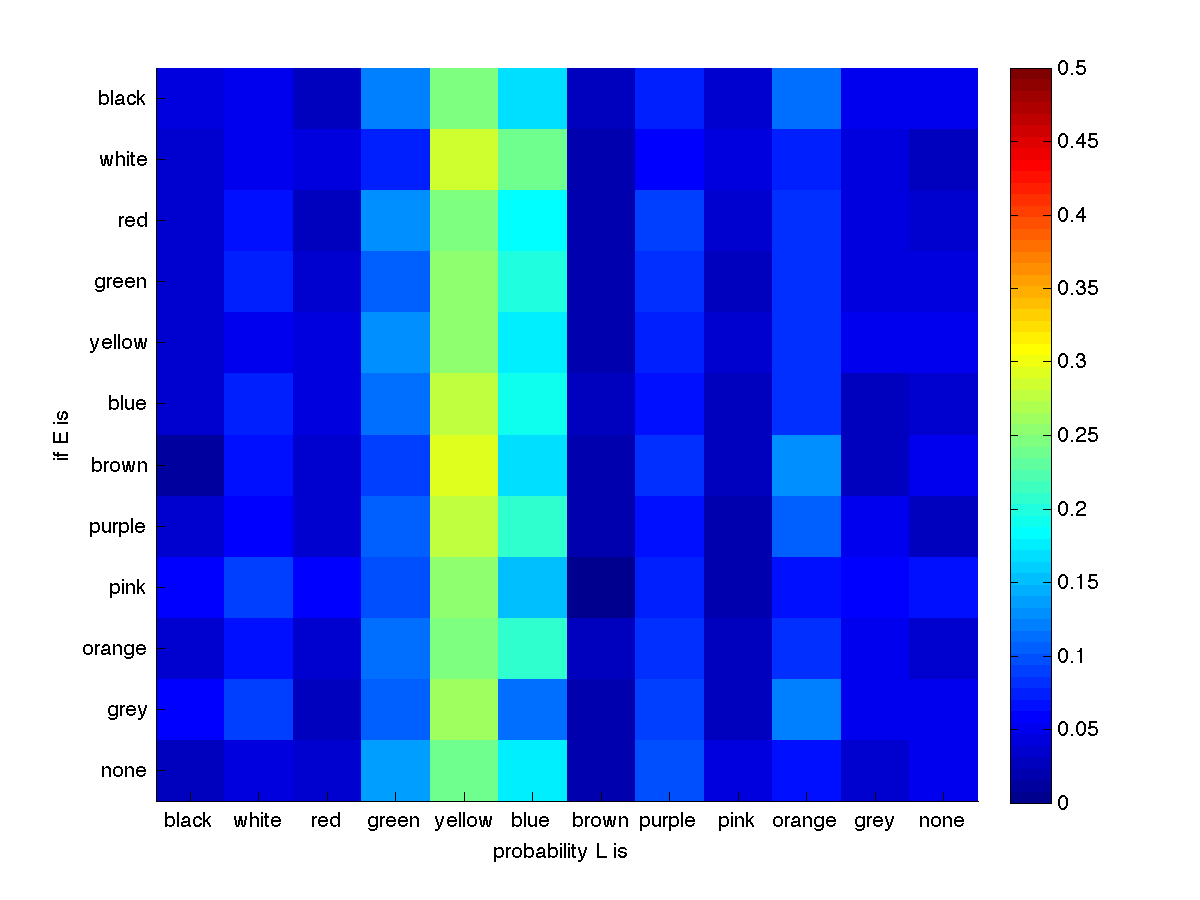 black
white
red
green
yellow
blue
brown
purple
pink
orange
grey
none
if E is
black white red green yellow blue brown purple pink orange grey none
probability L is
0.5
0.45
0.4
0.35
0.3
0.25
0.2
0.15
0.1
0.05
0